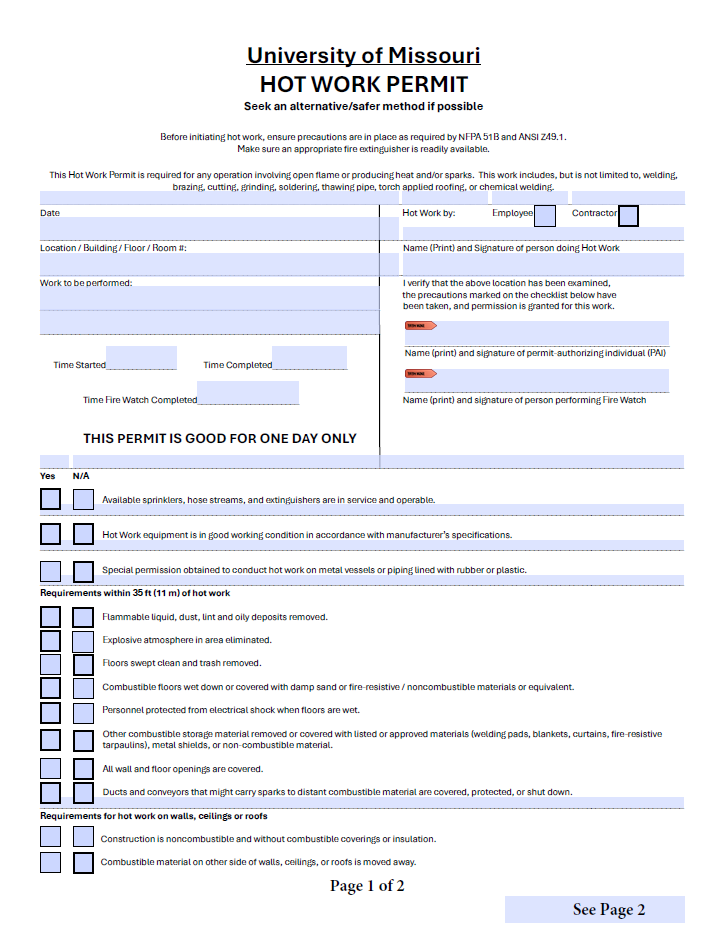 University of Missouri
HOT WORK PERMIT
Seek an alternative/safer method if possible
Before initiating hot work, ensure precautions are in place as required by NFPA 51B and ANSI Z49.1.
Make sure an appropriate fire extinguisher is readily available.
This Hot Work Permit is required for any operation involving open flame or producing heat and/or sparks. This work includes, but is not limited to, welding,
brazing, cutting, grinding, soldering, thawing pipe, torch applied roofing, or chemical welding.
Date
Hot Work by: Employee Contractor
Location / Building / Floor / Room #:
Name (Print) and Signature of person doing Hot Work
Work to be performed:
I verify that the above location has been examined,
the precautions marked on the checklist below have
been taken, and permission is granted for this work.
Name (print) and signature of permit-authorizing individual (PAI)
Time Started Time Completed
Time Fire Watch Completed
Name (print) and signature of person performing Fire Watch
THIS PERMIT IS GOOD FOR ONE DAY ONLY
Yes N/A
Available sprinklers, hose streams, and extinguishers are in service and operable.
Hot Work equipment is in good working condition in accordance with manufacturer's specifications.
Special permission obtained to conduct hot work on metal vessels or piping lined with rubber or plastic.
Requirements within 35 ft (11 m) of hot work
Flammable liquid, dust, lint and oily deposits removed.
Explosive atmosphere in area eliminated.
Floors swept clean and trash removed.
Combustible floors wet down or covered with damp sand or fire-resistive / noncombustible materials or equivalent.
Personnel protected from electrical shock when floors are wet.
Other combustible storage material removed or covered with listed or approved materials (welding pads, blankets, curtains, fire-resistive
tarpaulins), metal shields, or non-combustible material.
All wall and floor openings are covered.
Ducts and conveyors that might carry sparks to distant combustible material are covered, protected, or shut down.
Requirements for hot work on walls, ceilings or roofs
Construction is noncombustible and without combustible coverings or insulation.
Combustible material on other side of walls, ceilings, or roofs is moved away.
Page 1 of 2
See Page 2